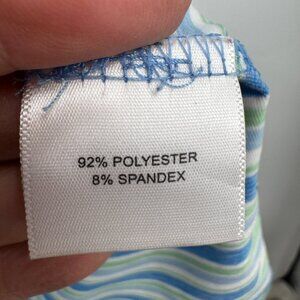 92% POLYESTER
8% SPANDEX